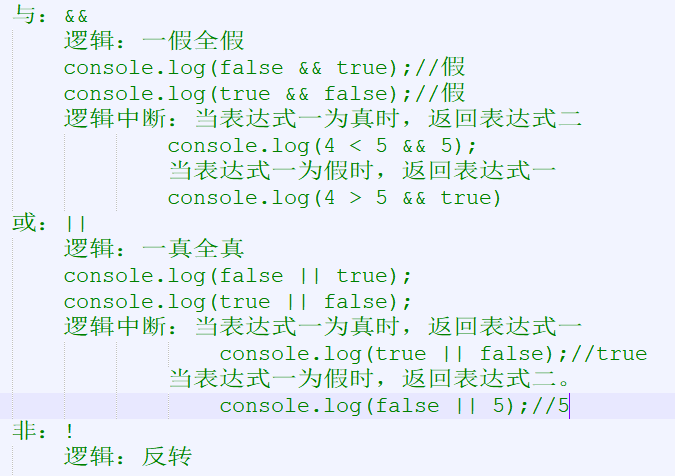 与：&&
逻辑：一假全假
console.log(false && true);//假
console.log(true && false);//假
逻辑中断：当表达式一为真时，返回表达式二
console.log(4 < 5 && 5);
当表达式一为假时，返回表达式一
console.log(4 > 5 && true)
或：||
逻辑：一真全真
console.log(false || true);
console.log(true || false);
逻辑中断：当表达式一为真时，返回表达式一
console.log(true || false);//true
当表达式一为假时，返回表达式二。
console.log(false || 5);//5
非：!
逻辑：反转